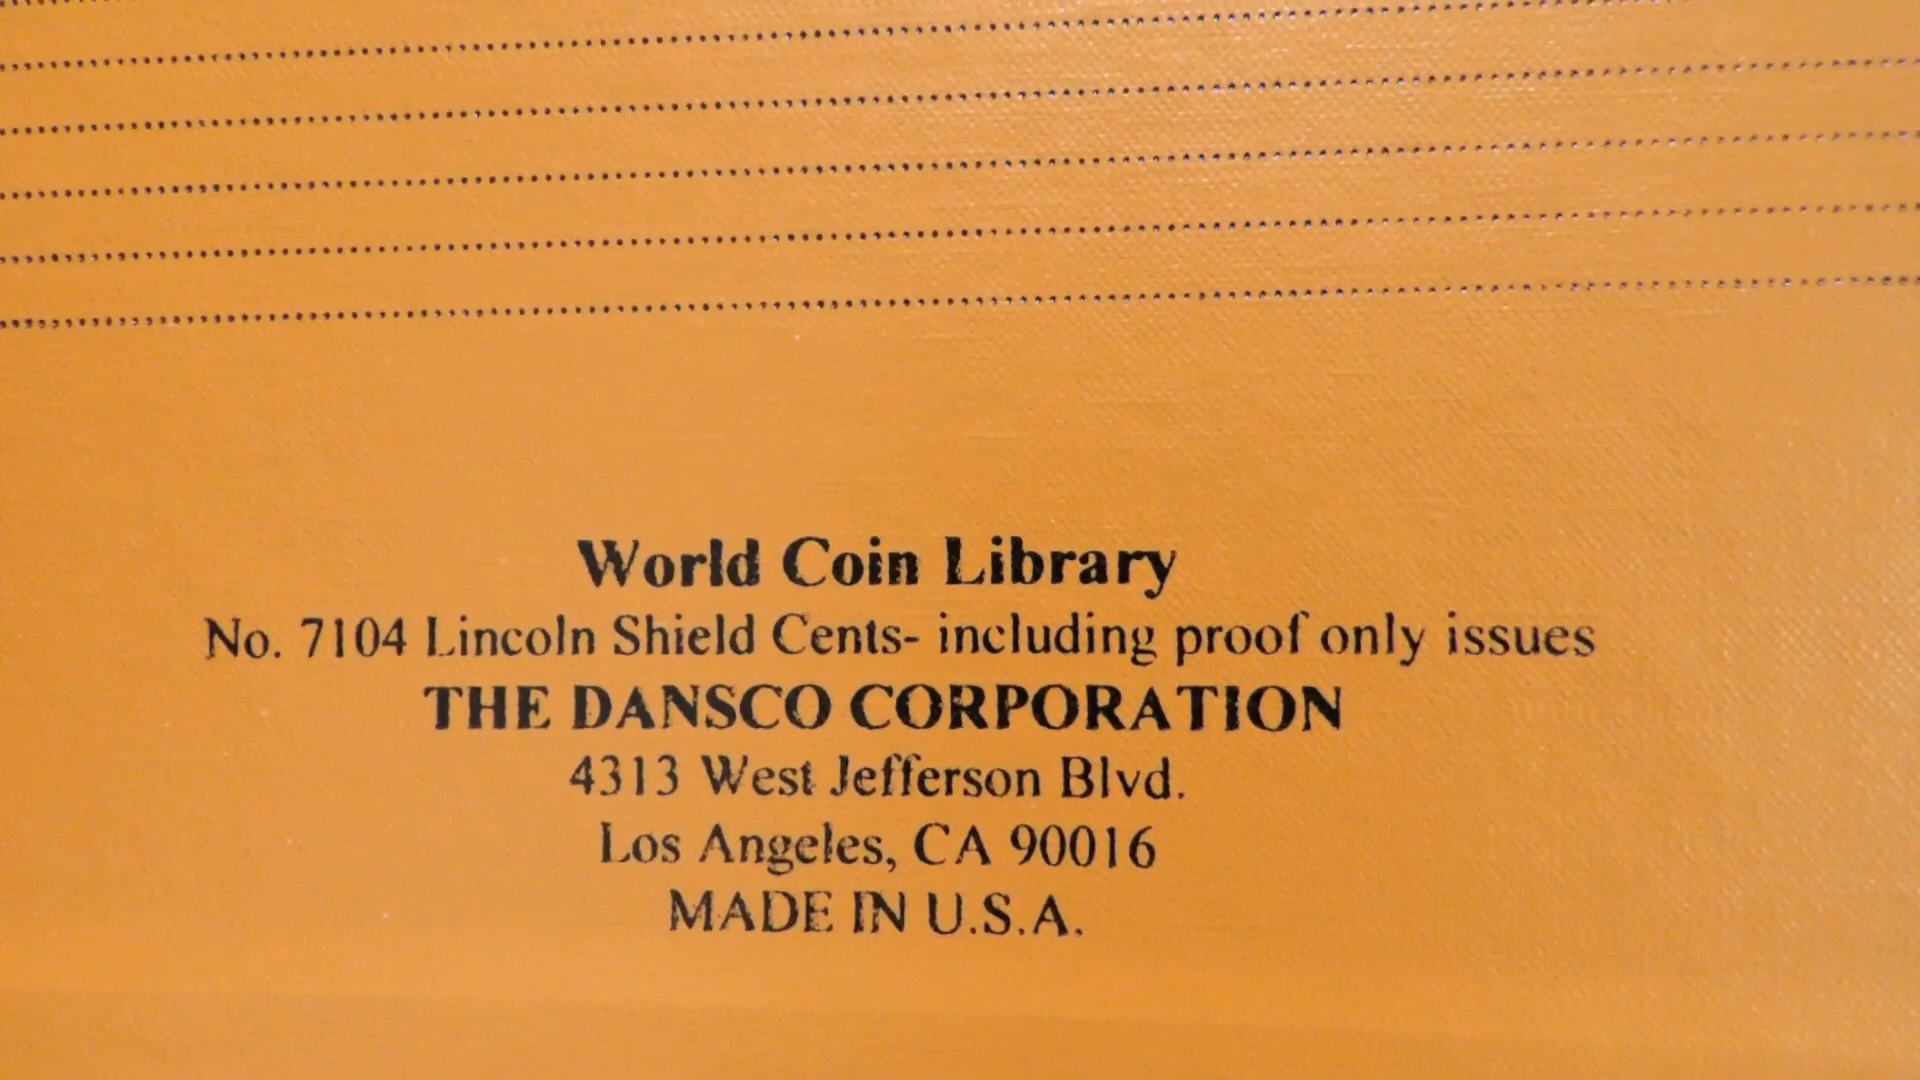 World Coin Library
No. 7104 Lincoln Shield Cents- including proof only issues
THE DANSCO CORPORATION
4313 West Jefferson Blvd.
Los Angeles, CA 90016
MADE IN U.S.A.